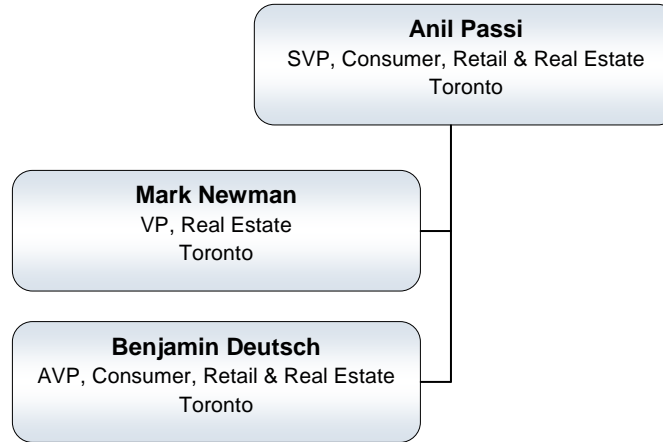 Anil Passi
SVP, Consumer, Retail & Real Estate
Toronto
Mark Newman
VP, Real Estate
Toronto
Benjamin Deutsch
AVP, Consumer, Retail & Real Estate
Toronto